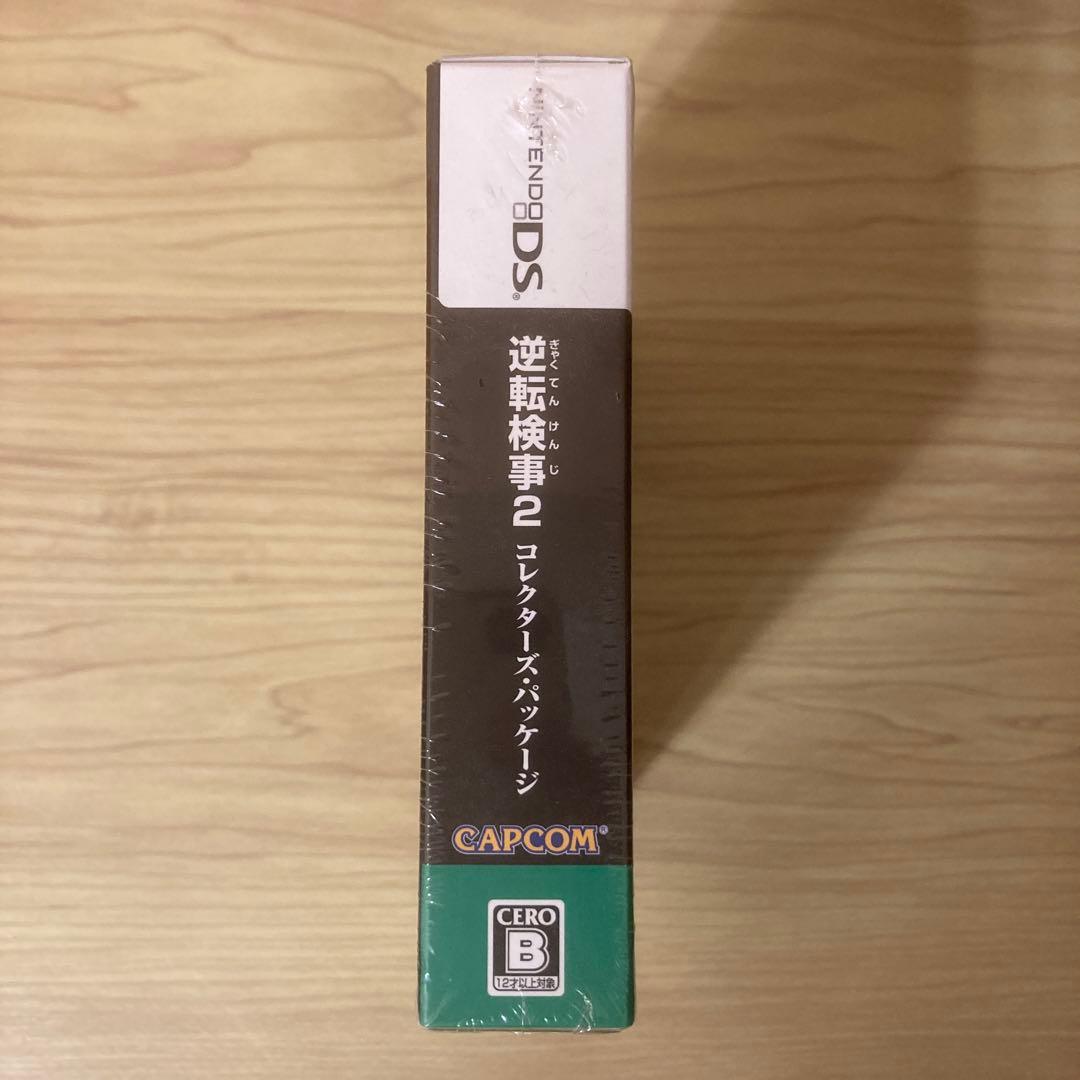 NINTENDO DS®
ぎゃくてんけんじ
逆転検事2 コレクターズ・パッケージ
CAPCOM®
CERO
B
12才以上対象